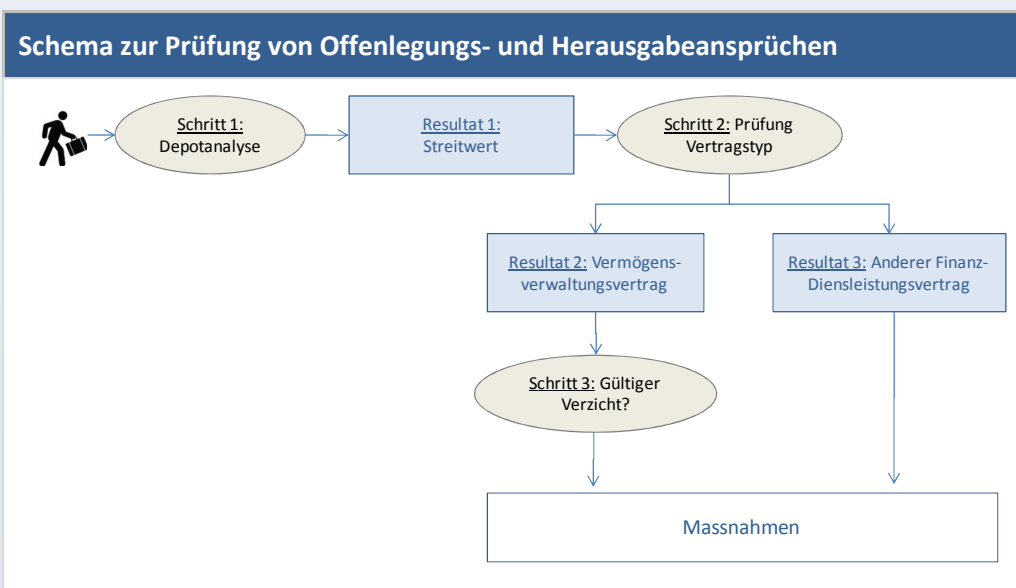 Schema zur Prüfung von Offenlegungs- und Herausgabeansprüchen
Schritt 1:
Depotanalyse
Resultat 1:
Streitwert
Schritt 2: Prüfung
Vertragstyp
Resultat 2: Vermögens-
verwaltungsvertrag
Resultat 3: Anderer Finanz-
Diensleistungsvertrag
Schritt 3: Gültiger
Verzicht?
Massnahmen